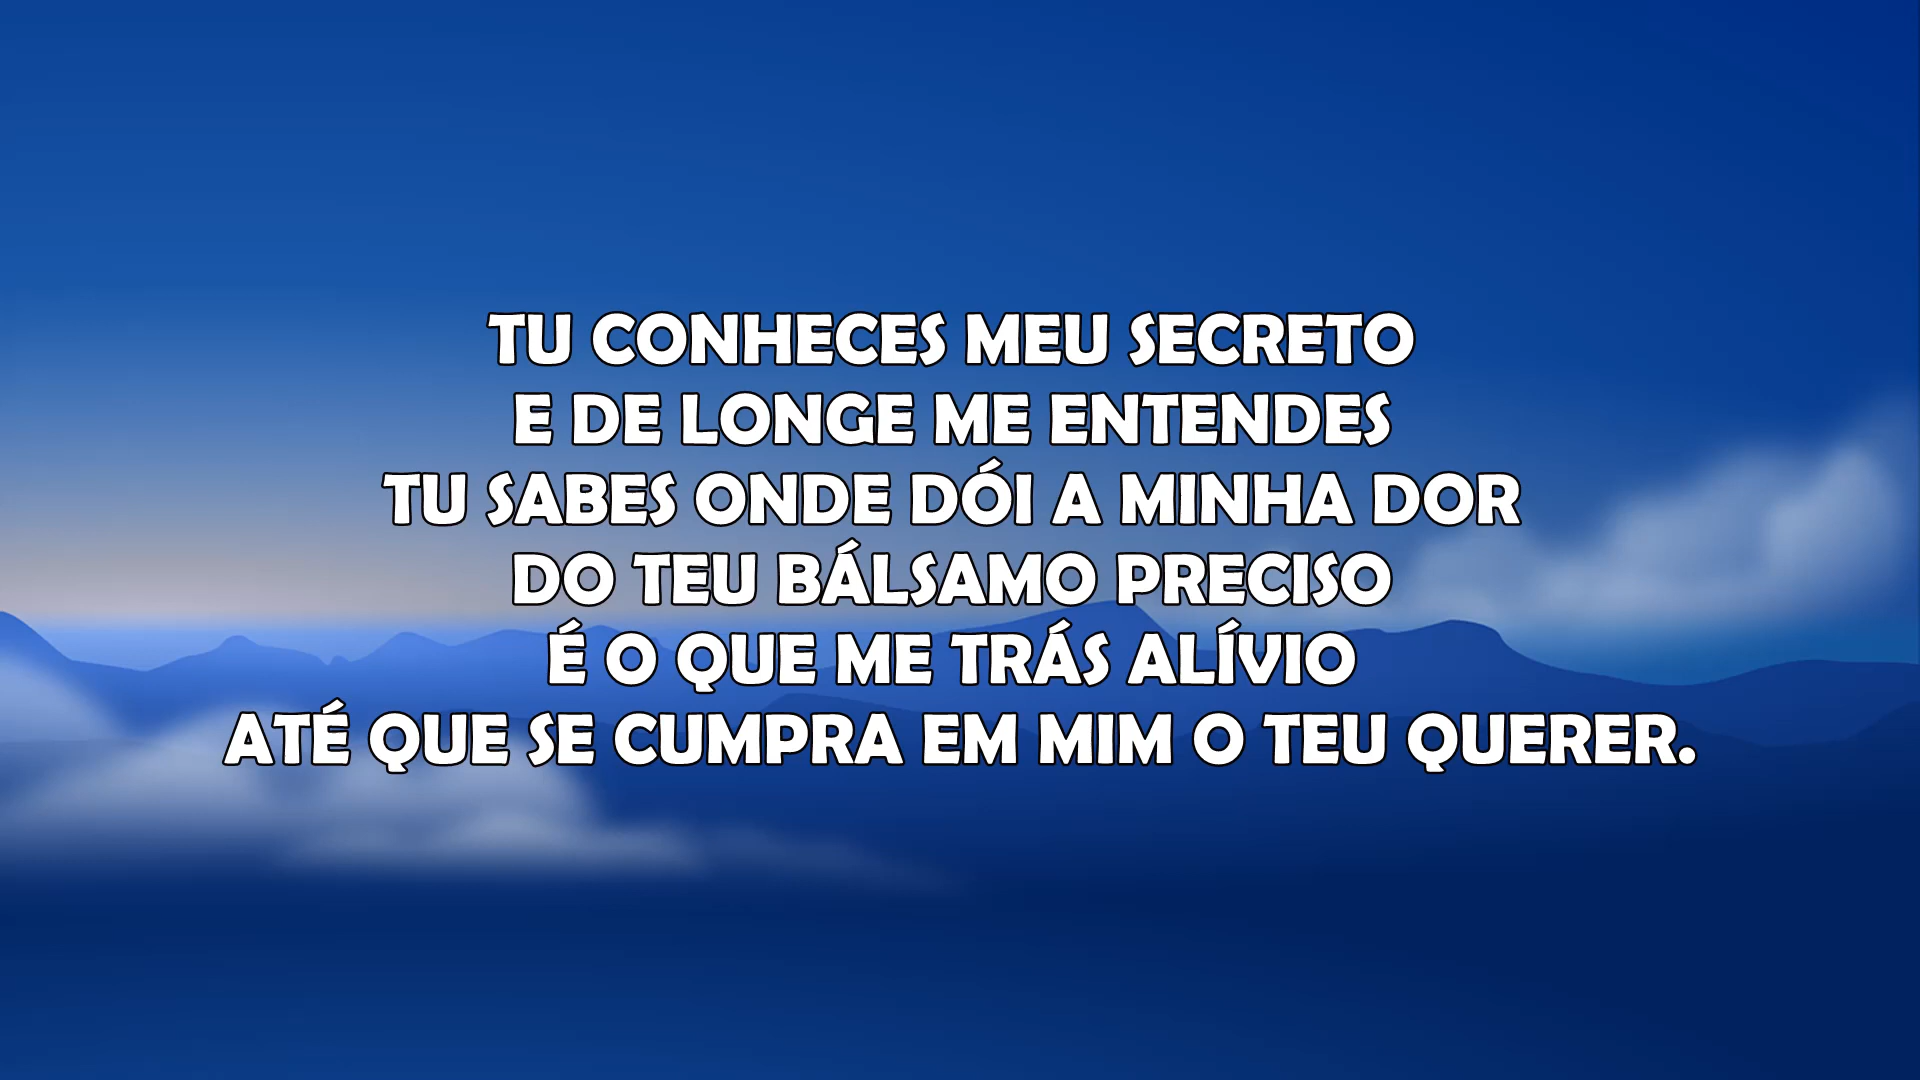 TU CONHECES MEU SECRETO
E DE LONGE ME ENTENDES
TU SABES ONDE DÓI A MINHA DOR
DO TEU BÁLSAMO PRECISO
É O QUE ME TRÁS ALÍVIO
ATÉ QUE SE CUMPRA EM MIM O TEU QUERER.